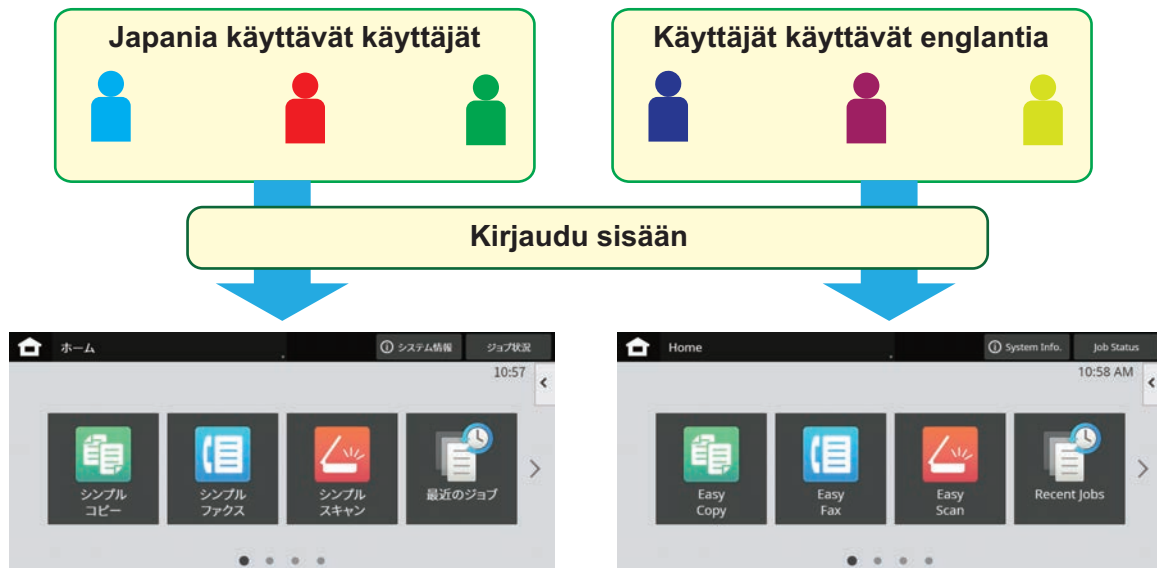 Japania käyttävät käyttäjät
Käyttäjät käyttävät englantia
Kirjaudu sisään
ホーム
システム情報
ジョブ状況
10:57
シンプル
コピー
シンプル
ファクス
シンプル
スキャン
最近のジョブ
Home
System Info.
Job Status
10:58 AM
Easy
Copy
Easy
Fax
Easy
Scan
Recent Jobs